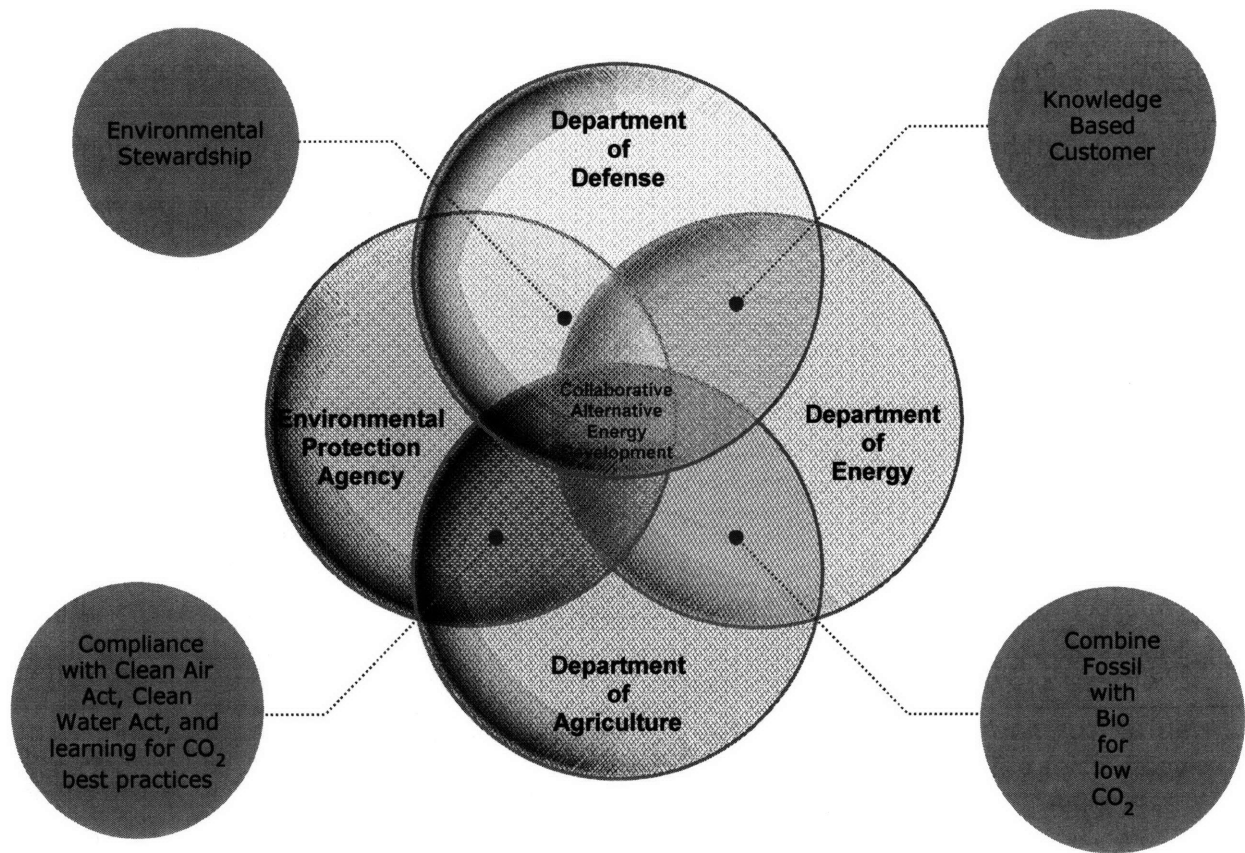 Environmental
Stewardship
Knowledge
Based
Customer
Department
of
Defense
Collaborative
Alternative
Energy
Development
Environmental
Protection
Agency
Department
of
Energy
Department
of
Agriculture
Compliance
with Clean Air
Act, Clean
Water Act, and
learning for CO₂
best practices
Combine
Fossil
with
Bio
for
low
CO₂